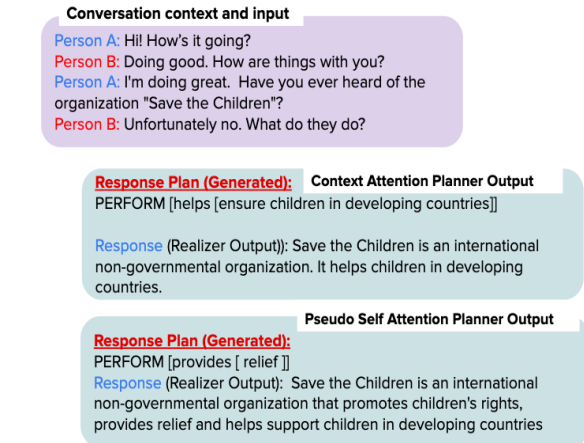 Conversation context and input
Person A: Hi! How's it going?
Person B: Doing good. How are things with you?
Person A: I'm doing great.  Have you ever heard of the
organization "Save the Children"?
Person B: Unfortunately no. What do they do?
Response Plan (Generated): Context Attention Planner Output
PERFORM [helps [ensure children in developing countries]]
Response (Realizer Output)): Save the Children is an international
non-governmental organization. It helps children in developing
countries.
Pseudo Self Attention Planner Output
Response Plan (Generated):
PERFORM [provides [ relief ]]
Response (Realizer Output):  Save the Children is an international
non-governmental organization that promotes children's rights,
provides relief and helps support children in developing countries